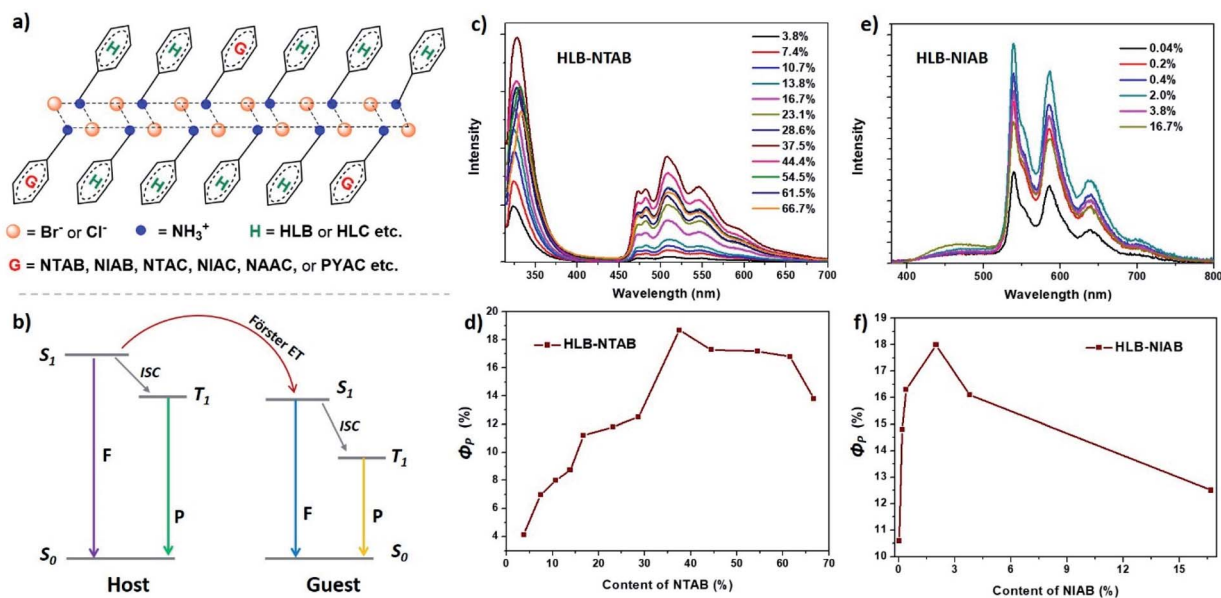 a)
H H G H H H
G H H H H G
= Br⁻ or Cl⁻ = NH₃⁺ H = HLB or HLC etc.
G = NTAB, NIAB, NTAC, NIAC, NAAC, or PYAC etc.
b)
Förster ET
S₁
ISC
T₁
S₁
ISC
T₁
F
P
F
P
S₀
S₀
Host
Guest
c)
HLB-NTAB
3.8%
7.4%
10.7%
13.8%
16.7%
23.1%
28.6%
37.5%
44.4%
54.5%
61.5%
66.7%
Intensity
350 400 450 500 550 600 650 700
Wavelength (nm)
d)
HLB-NTAB
Φₚ (%)
20
18
16
14
12
10
8
6
4
0 10 20 30 40 50 60 70
Content of NTAB (%)
e)
HLB-NIAB
0.04%
0.2%
0.4%
2.0%
3.8%
16.7%
Intensity
400 500 600 700 800
Wavelength (nm)
f)
HLB-NIAB
Φₚ (%)
19
18
17
16
15
14
13
12
11
10
0 3 6 9 12 15
Content of NIAB (%)